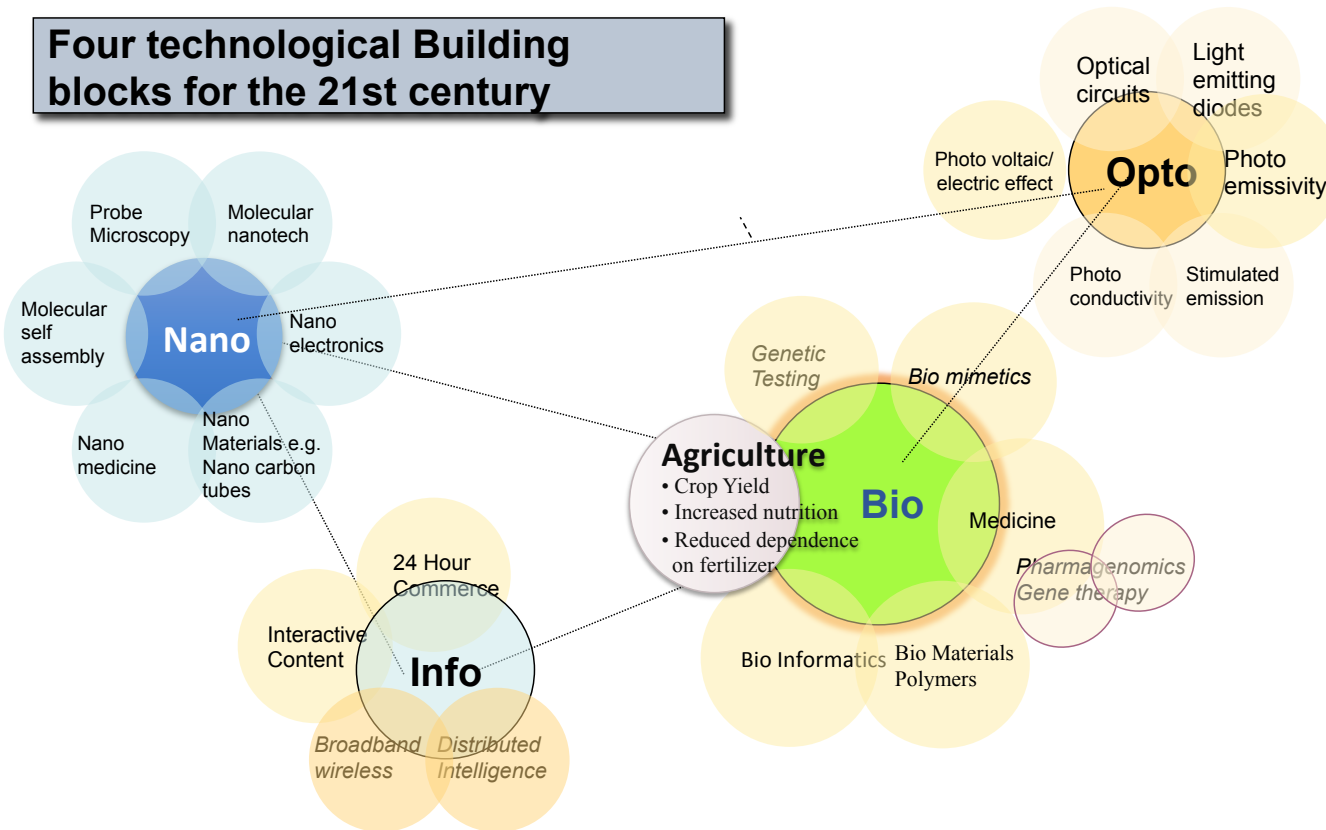 Four technological Building
blocks for the 21st century
Optical
circuits
Light
emitting
diodes
Photo voltaic/
electric effect
Opto
Photo
emissivity
Photo
conductivity
Stimulated
emission
Probe
Microscopy
Molecular
nanotech
Molecular
self
assembly
Nano
Nano
electronics
Nano
medicine
Nano
Materials e.g.
Nano carbon
tubes
Genetic
Testing
Bio mimetics
Agriculture
• Crop Yield
• Increased nutrition
• Reduced dependence
on fertilizer
Bio
Medicine
Pharmagenomics
Gene therapy
Bio Informatics
Bio Materials
Polymers
24 Hour
Commerce
Interactive
Content
Info
Broadband
wireless
Distributed
Intelligence